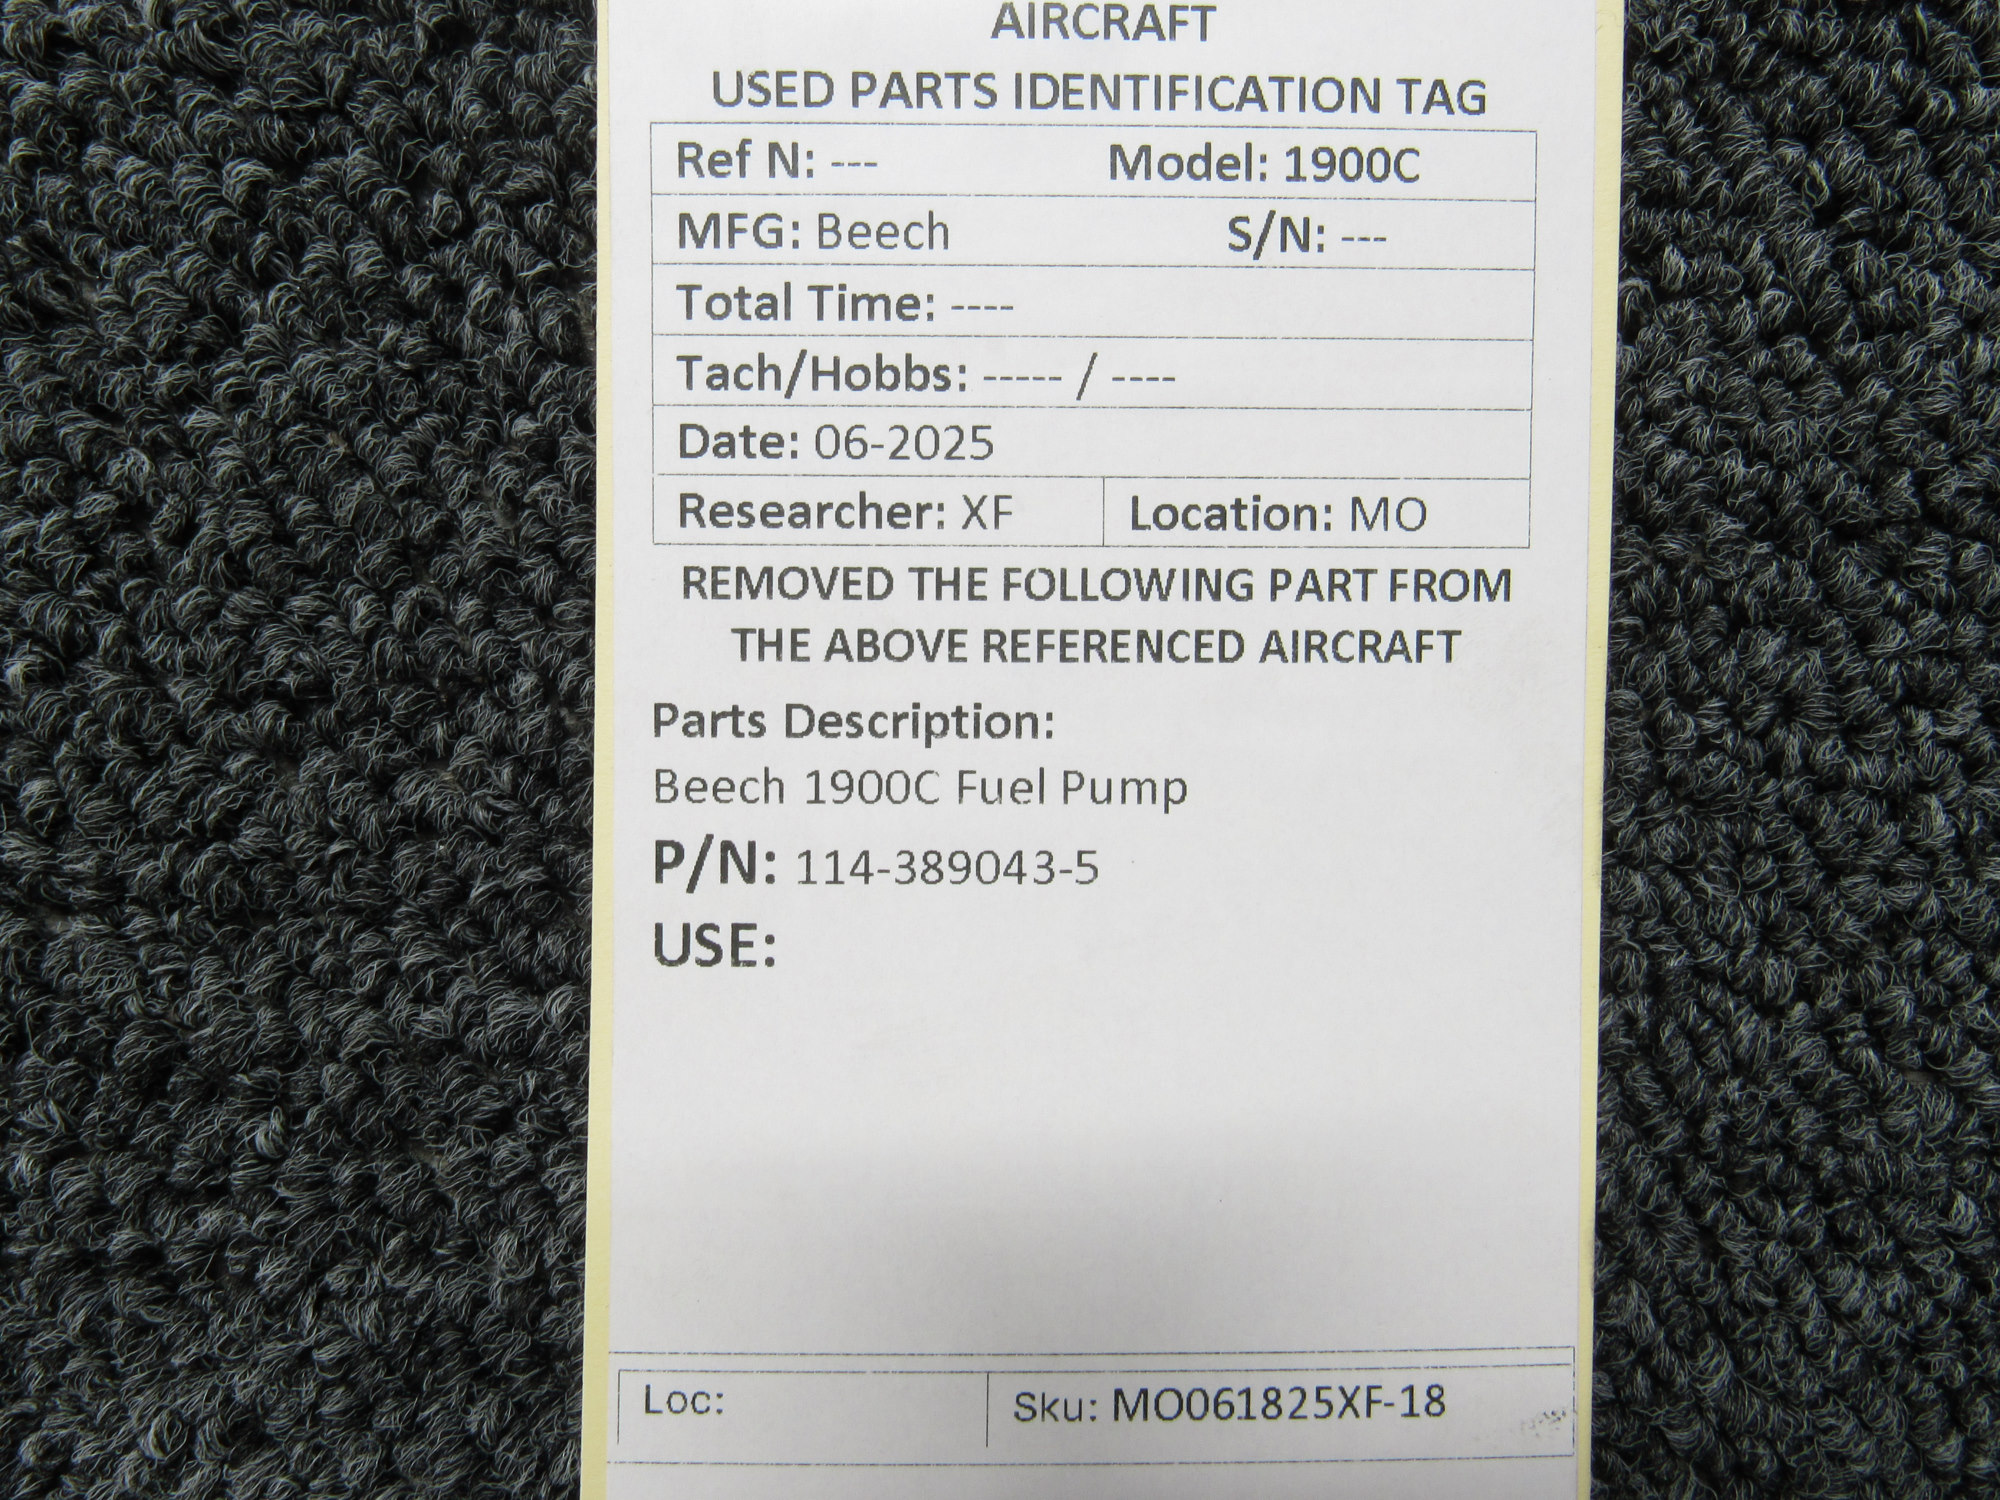 AIRCRAFT
USED PARTS IDENTIFICATION TAG
Ref N: --- Model: 1900C
MFG: Beech S/N: ---
Total Time: ----
Tach/Hobbs: ----- / ----
Date: 06-2025
Researcher: XF Location: MO
REMOVED THE FOLLOWING PART FROM
THE ABOVE REFERENCED AIRCRAFT
Parts Description:
Beech 1900C Fuel Pump
P/N: 114-389043-5
USE:
Loc: Sku: MO061825XF-18